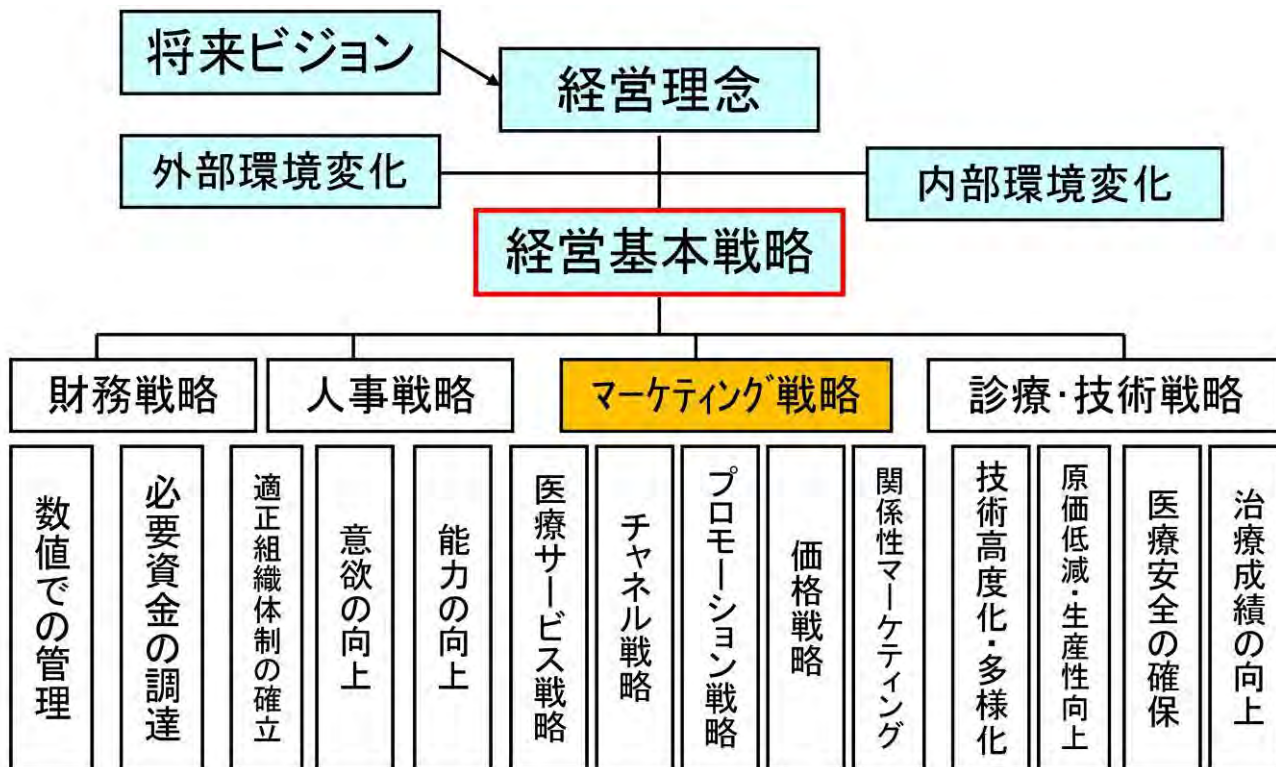 将来ビジョン
経営理念
外部環境変化
内部環境変化
経営基本戦略
財務戦略
人事戦略
ﾏｰｹﾃｨﾝｸﾞ戦略
診療・技術戦略
数値での管理
必要資金の調達
適正組織体制の確立
意欲の向上
能力の向上
医療サービス戦略
チャネル戦略
プロモーション戦略
価格戦略
関係性マーケティング
技術高度化・多様化
原価低減・生産性向上
医療安全の確保
治療成績の向上